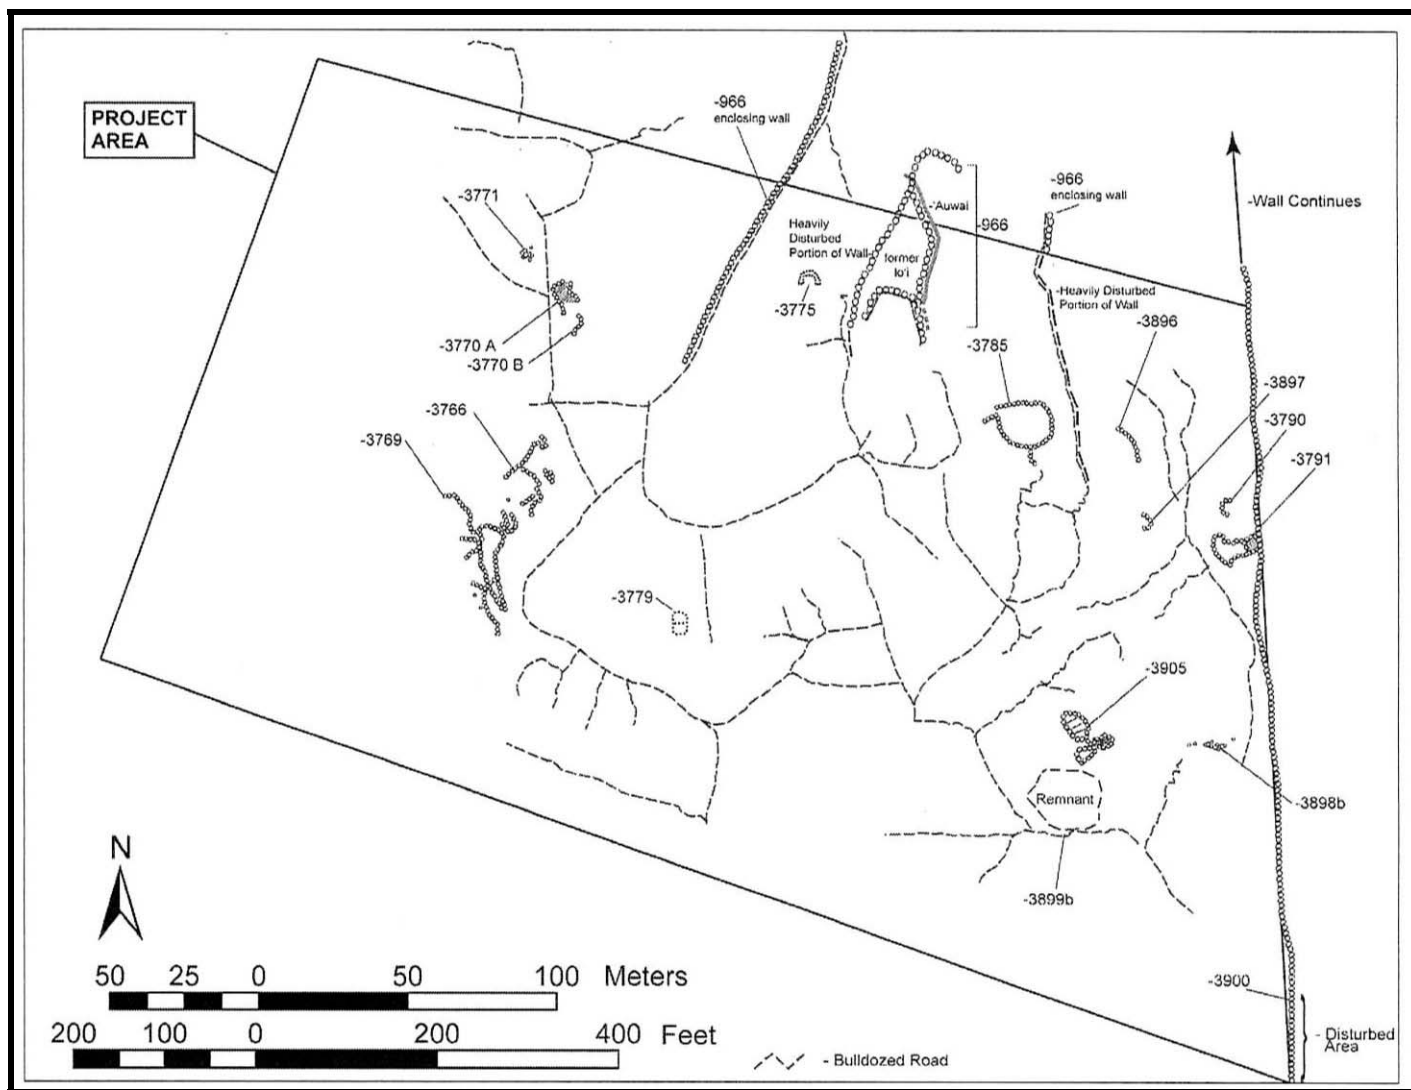 PROJECT
AREA
-966
enclosing wall
-3771
-'Auwai
-966
-966
enclosing wall
-Wall Continues
Heavily
Disturbed
Portion of Wall-
former
lo'i
-3775
-Heavily Disturbed
Portion of Wall
-3896
-3770 A
-3770 B
-3785
-3897
-3790
-3766
-3769
-3791
-3779
-3905
Remnant
-3898b
-3899b
N
50 25 0 50 100 Meters
200 100 0 200 400 Feet
-3900
- Disturbed
Area
- Bulldozed Road